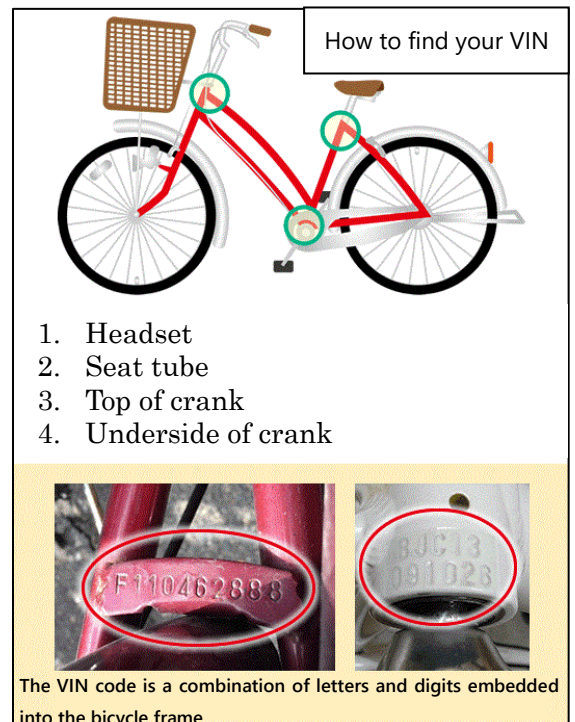 How to find your VIN
1. Headset
2. Seat tube
3. Top of crank
4. Underside of crank
F110462888
BJC13
091026
The VIN code is a combination of letters and digits embedded
into the bicycle frame